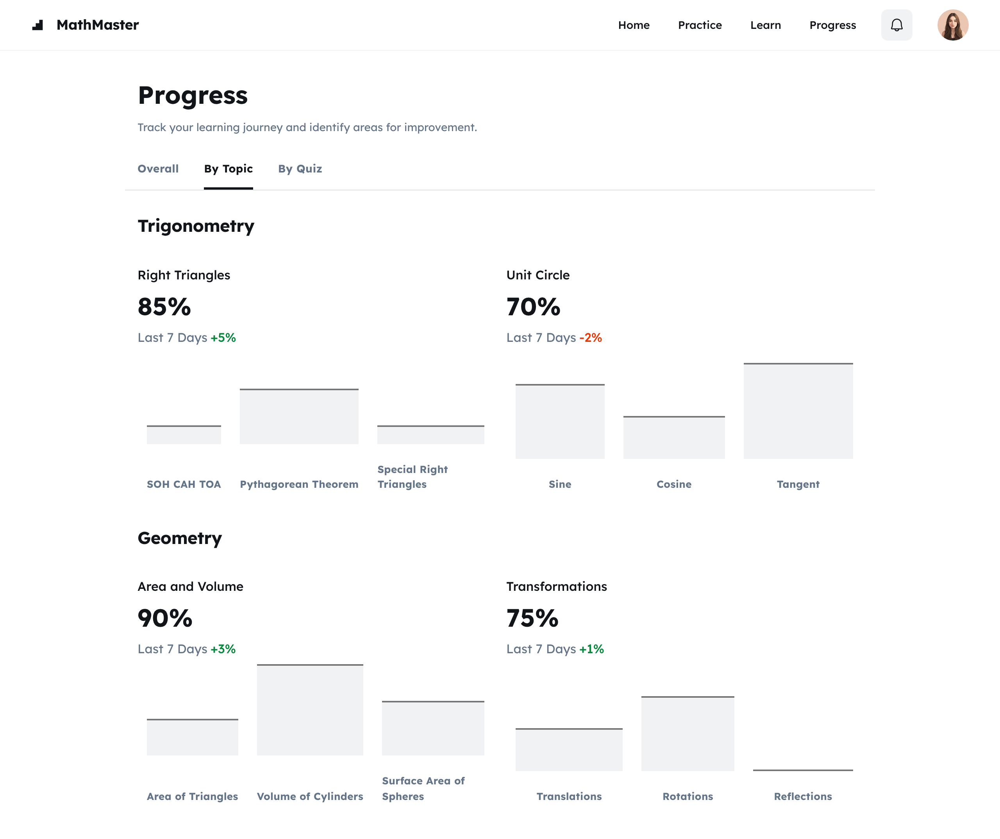 MathMaster
Home
Practice
Learn
Progress
Progress
Track your learning journey and identify areas for improvement.
Overall
By Topic
By Quiz
Trigonometry
Right Triangles
85%
Last 7 Days +5%
SOH CAH TOA
Pythagorean Theorem
Special Right
Triangles
Unit Circle
70%
Last 7 Days -2%
Sine
Cosine
Tangent
Geometry
Area and Volume
90%
Last 7 Days +3%
Area of Triangles
Volume of Cylinders
Surface Area of
Spheres
Transformations
75%
Last 7 Days +1%
Translations
Rotations
Reflections